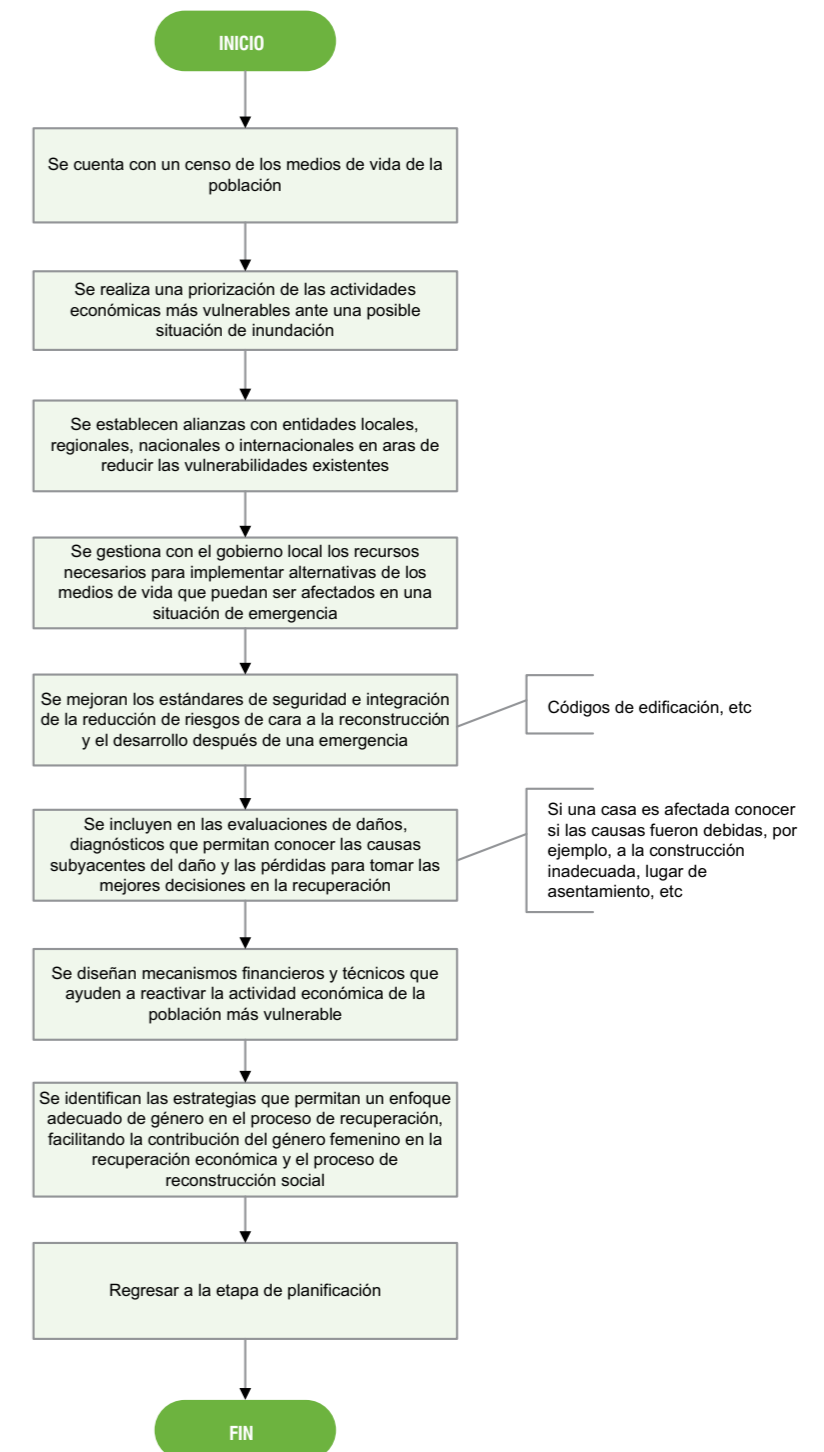 INICIO
Se cuenta con un censo de los medios de vida de la
población
Se realiza una priorización de las actividades
económicas más vulnerables ante una posible
situación de inundación
Se establecen alianzas con entidades locales,
regionales, nacionales o internacionales en aras de
reducir las vulnerabilidades existentes
Se gestiona con el gobierno local los recursos
necesarios para implementar alternativas de los
medios de vida que puedan ser afectados en una
situación de emergencia
Se mejoran los estándares de seguridad e integración
de la reducción de riesgos de cara a la reconstrucción
y el desarrollo después de una emergencia
Códigos de edificación, etc
Se incluyen en las evaluaciones de daños,
diagnósticos que permitan conocer las causas
subyacentes del daño y las pérdidas para tomar las
mejores decisiones en la recuperación
Si una casa es afectada conocer
si las causas fueron debidas, por
ejemplo, a la construcción
inadecuada, lugar de
asentamiento, etc
Se diseñan mecanismos financieros y técnicos que
ayuden a reactivar la actividad económica de la
población más vulnerable
Se identifican las estrategias que permitan un enfoque
adecuado de género en el proceso de recuperación,
facilitando la contribución del género femenino en la
recuperación económica y el proceso de
reconstrucción social
Regresar a la etapa de planificación
FIN